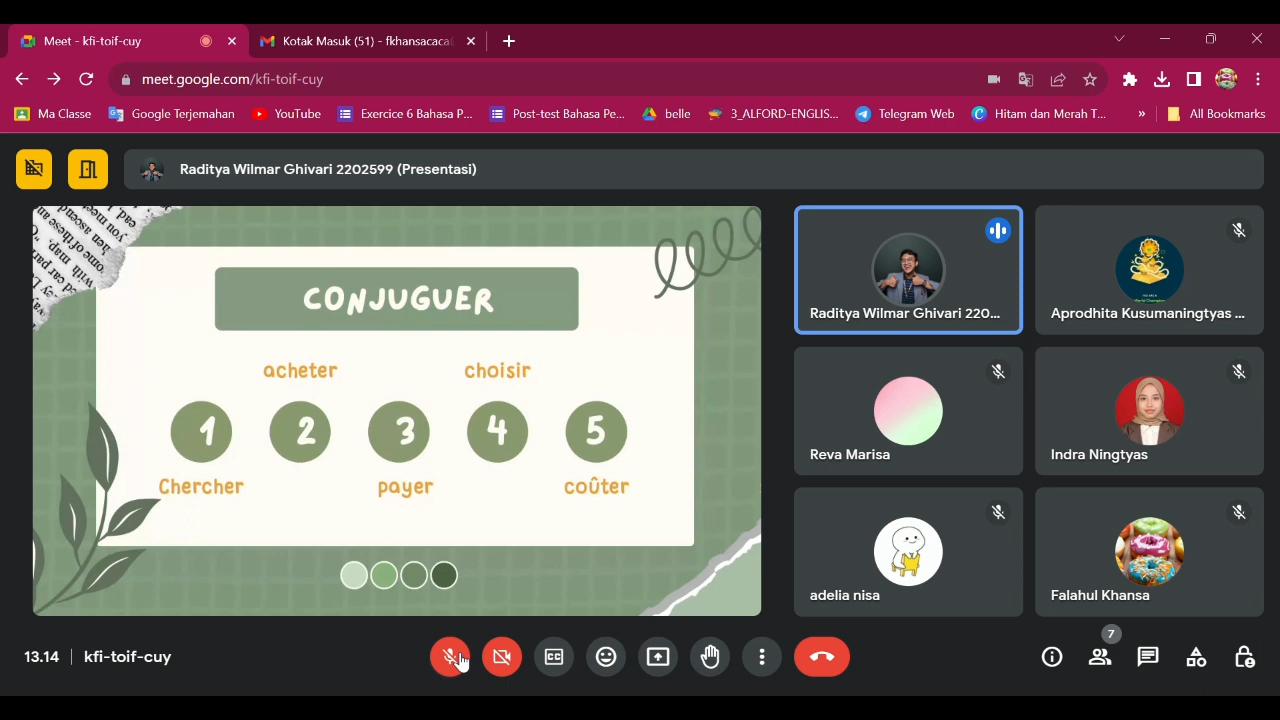 Meet - kfi-toif-cuy
Kotak Masuk (51) - fkhansacaca
meet.google.com/kfi-toif-cuy
Ma Classe
Google Terjemahan
YouTube
Exercice 6 Bahasa P...
Post-test Bahasa Pe...
belle
3_ALFORD-ENGLIS...
Telegram Web
Hitam dan Merah T...
»
All Bookmarks
Raditya Wilmar Ghivari 2202599 (Presentasi)
CONJUGUER
acheter
choisir
1 2 3 4 5
Chercher
payer
coûter
Raditya Wilmar Ghivari 220...
Aprodhita Kusumaningtyas ...
Reva Marisa
Indra Ningtyas
adelia nisa
Falahul Khansa
13.14 | kfi-toif-cuy
CC
7